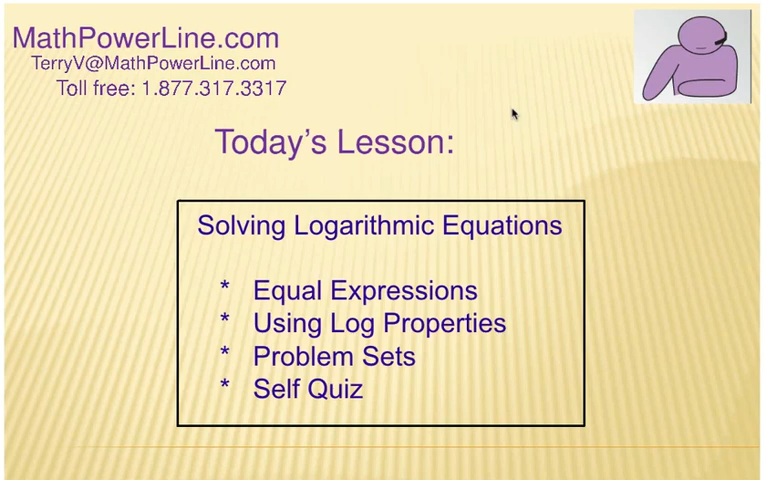 MathPowerLine.com
TerryV@MathPowerLine.com
Toll free: 1.877.317.3317
Today's Lesson:
Solving Logarithmic Equations
* Equal Expressions
* Using Log Properties
* Problem Sets
* Self Quiz